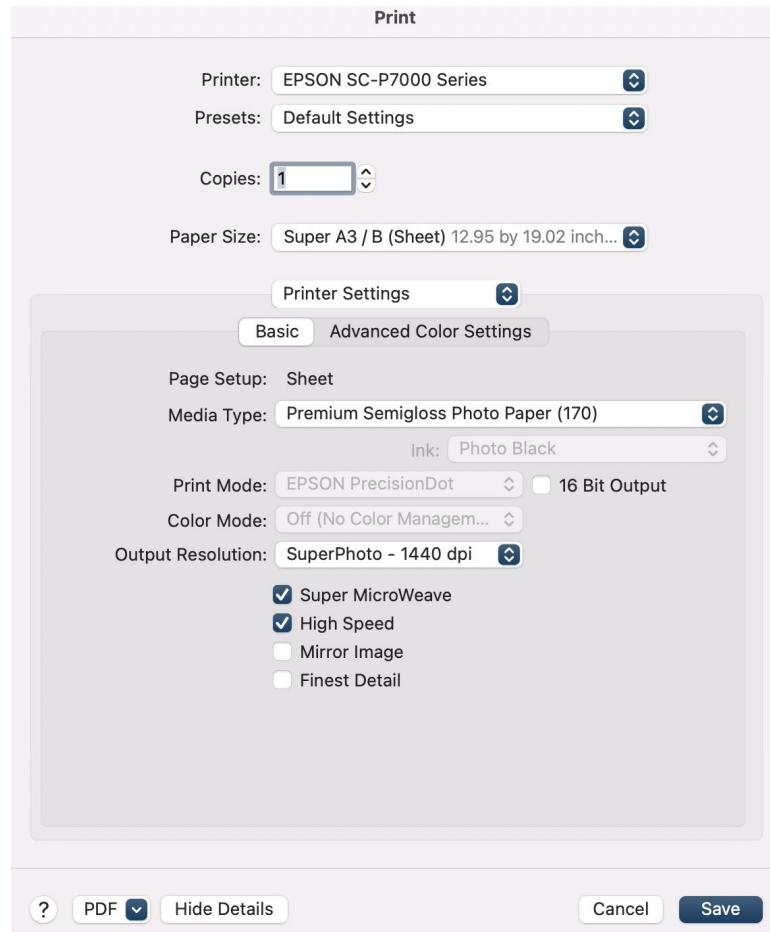 Print
Printer: EPSON SC-P7000 Series
Presets: Default Settings
Copies: 1
Paper Size: Super A3 / B (Sheet) 12.95 by 19.02 inch...
Printer Settings
Basic Advanced Color Settings
Page Setup: Sheet
Media Type: Premium Semigloss Photo Paper (170)
Ink: Photo Black
Print Mode: EPSON PrecisionDot 16 Bit Output
Color Mode: Off (No Color Managem...
Output Resolution: SuperPhoto - 1440 dpi
Super MicroWeave
High Speed
Mirror Image
Finest Detail
? PDF Hide Details Cancel Save